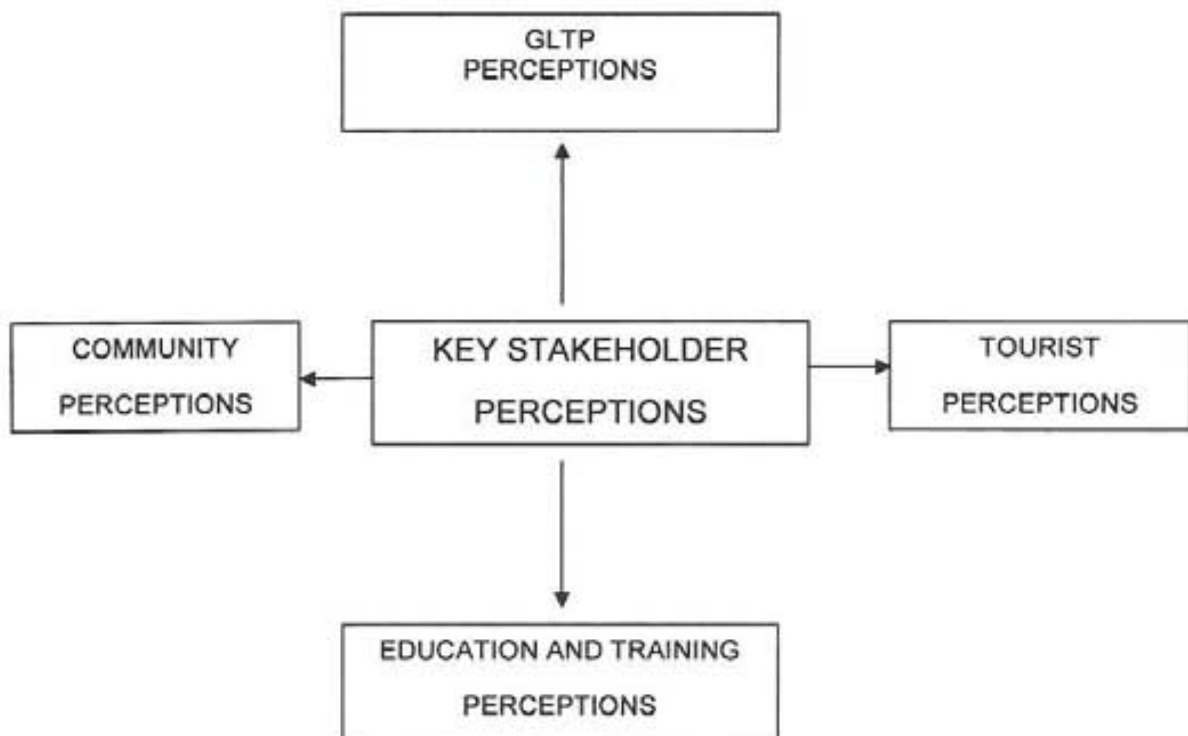 GLTP
PERCEPTIONS
COMMUNITY
PERCEPTIONS
KEY STAKEHOLDER
PERCEPTIONS
TOURIST
PERCEPTIONS
EDUCATION AND TRAINING
PERCEPTIONS